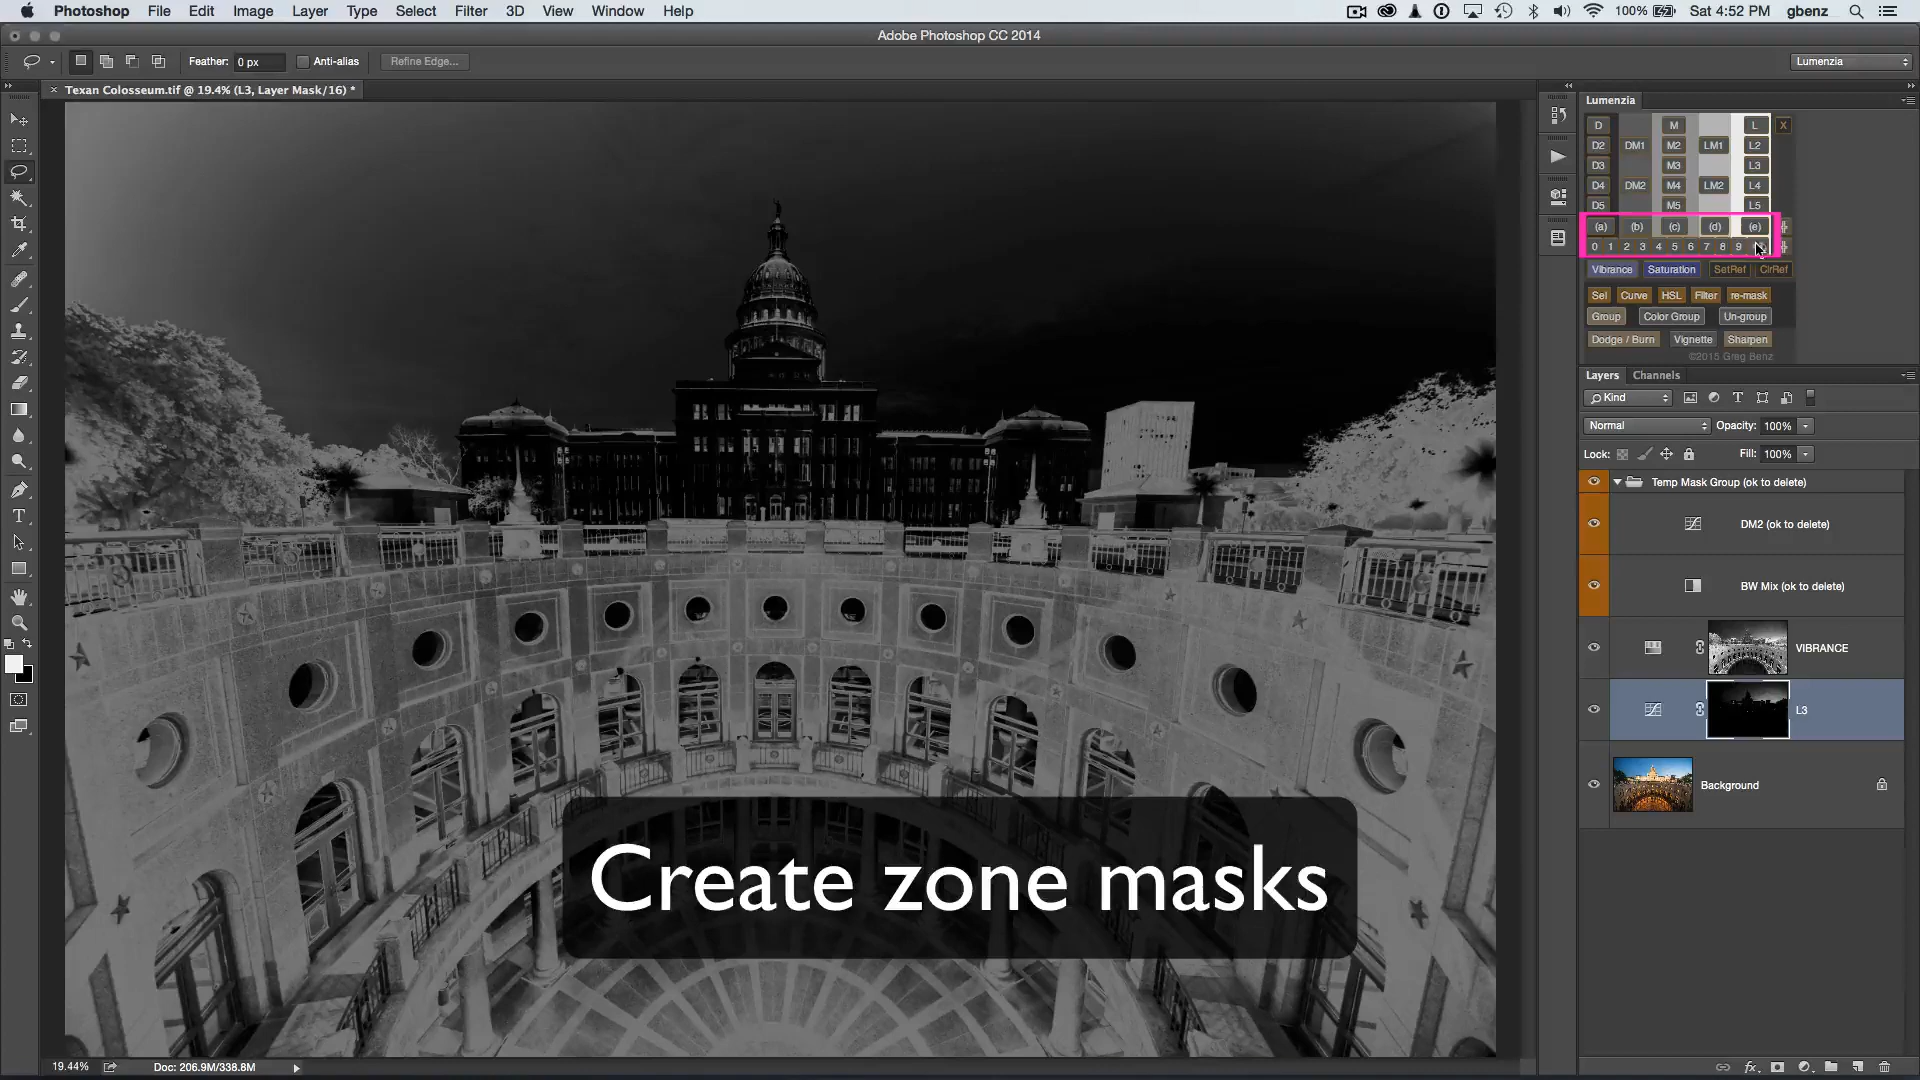 Photoshop File Edit Image Layer Type Select Filter 3D View Window Help 100% Sat 4:52 PM gbenz
Adobe Photoshop CC 2014
Feather: 0 px Anti-alias Refine Edge... Lumenzia
× Texan Colosseum.tif @ 19.4% (L3, Layer Mask/16) *
Lumenzia
D M L X
D2 DM1 M2 LM1 L2
D3 M3 L3
D4 DM2 M4 LM2 L4
D5 M5 L5
(a) (b) (c) (d) (e)
0 1 2 3 4 5 6 7 8 9
Vibrance Saturation SetRef ClrRef
Sel Curve HSL Filter re-mask
Group Color Group Un-group
Dodge / Burn Vignette Sharpen
©2015 Greg Benz
Layers Channels
Kind
Normal Opacity: 100%
Lock: Fill: 100%
Temp Mask Group (ok to delete)
DM2 (ok to delete)
BW Mix (ok to delete)
VIBRANCE
L3
Background
Create zone masks
19.44% Doc: 206.9M/338.8M
fx